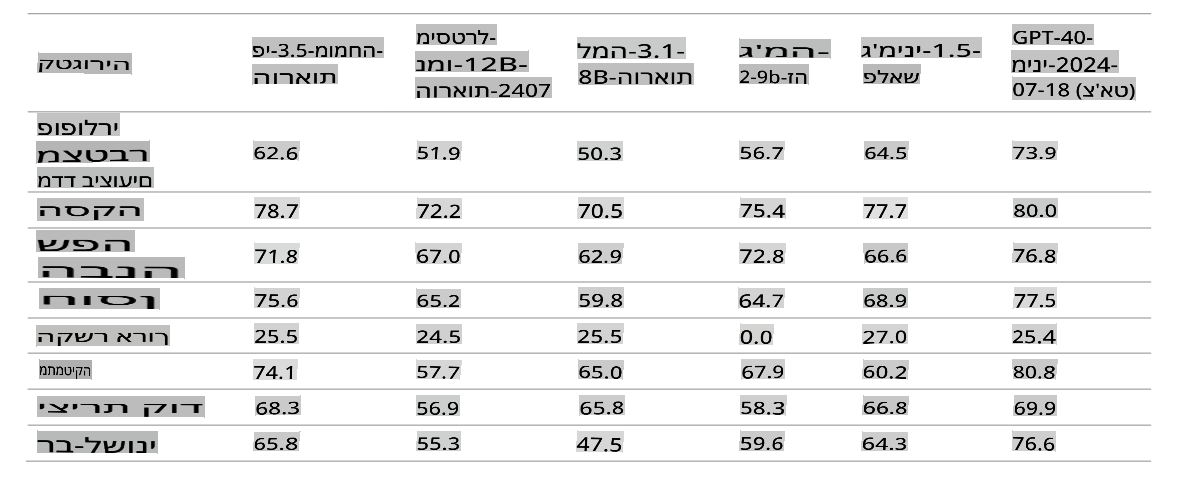 הירוגטק
-החמומ-3.5-יפ
תוארוה
-לרטסימ
-12B-ומנ
2407-תוארוה
-3.1-המל
8B-תוארוה
-המ'ג
2-9b-הז
-1.5-ינימ'ג
שאלפ
GPT-40-
-2024-ינימ
07-18 (טא'צ)
ירלופופ
רבטצמ
םיעוציב דדמ
62.6 51.9 50.3 56.7 64.5 73.9
הסקה 78.7 72.2 70.5 75.4 77.7 80.0
הפש
הנבה
71.8 67.0 62.9 72.8 66.6 76.8
ןסוח 75.6 65.2 59.8 64.7 68.9 77.5
ךורא רשקה 25.5 24.5 25.5 0.0 27.0 25.4
הקיטמתמ 74.1 57.7 65.0 67.9 60.2 80.8
דוק תריצי 68.3 56.9 65.8 58.3 66.8 69.9
ינושל-בר 65.8 55.3 47.5 59.6 64.3 76.6